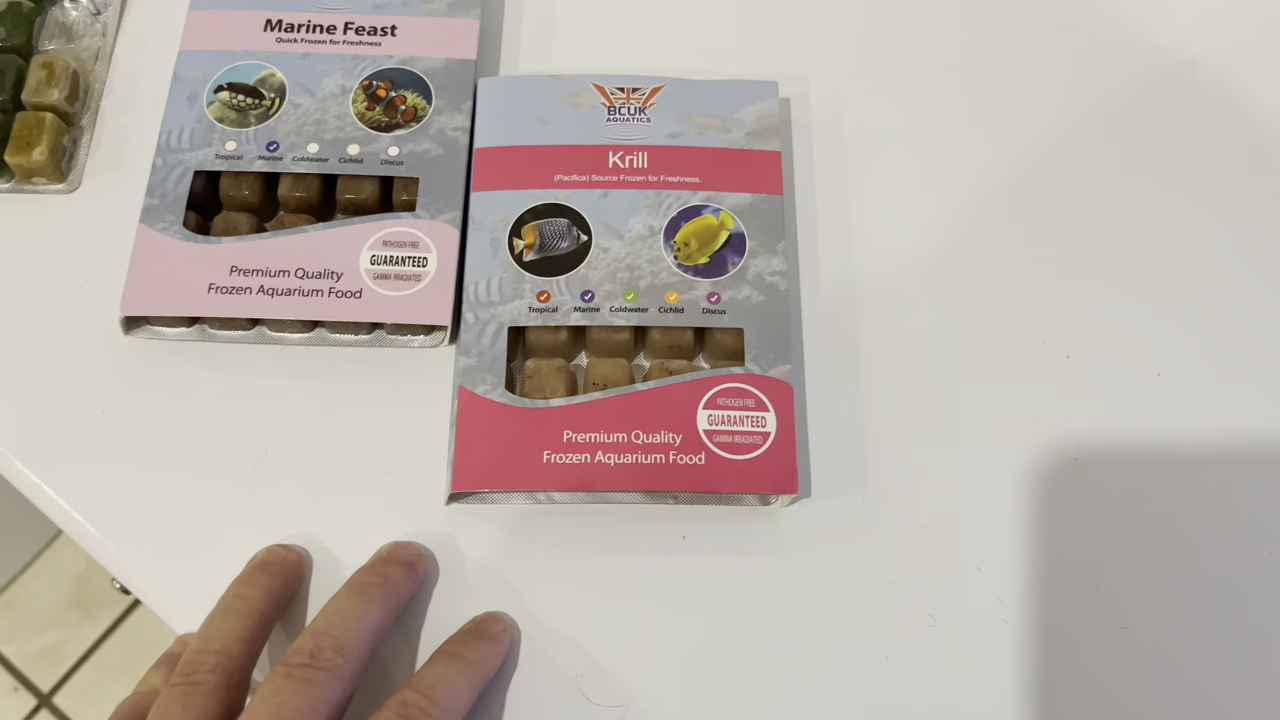 Marine Feast
Quick Frozen for Freshness
Tropical Marine Coldwater Cichlid Discus
PATHOGEN FREE
GUARANTEED
GAMMA IRRADIATED
Premium Quality
Frozen Aquarium Food
BCUK
AQUATICS
Krill
(Pacifica) Source Frozen for Freshness.
Tropical Marine Coldwater Cichlid Discus
PATHOGEN FREE
GUARANTEED
GAMMA IRRADIATED
Premium Quality
Frozen Aquarium Food